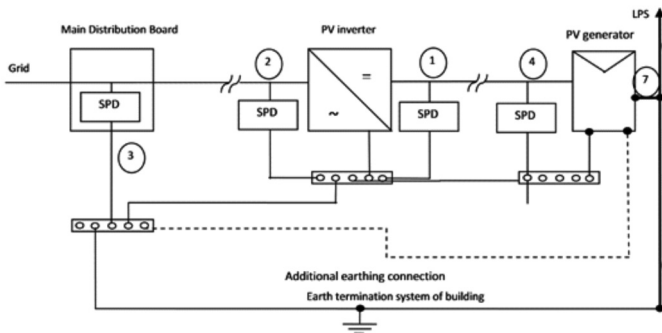 LPS
Main Distribution Board
PV inverter
PV generator
Grid
2
1
4
7
=
SPD
~
SPD
SPD
SPD
3
Additional earthing connection
Earth termination system of building